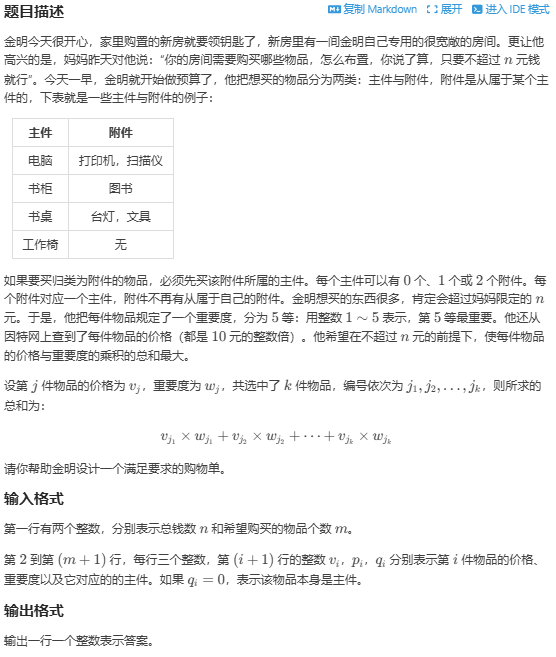 题目描述 复制 Markdown 展开 进入 IDE 模式
金明今天很开心，家里购置的新房就要领钥匙了，新房里有一间金明自己专用的很宽敞的房间。更让他
高兴的是，妈妈昨天对他说：“你的房间需要购买哪些物品，怎么布置，你说了算，只要不超过 n 元钱
就行”。今天一早，金明就开始做预算了，他把想买的物品分为两类：主件与附件，附件是从属于某个主
件的，下表就是一些主件与附件的例子：
主件 附件
电脑 打印机，扫描仪
书柜 图书
书桌 台灯，文具
工作椅 无
如果要买归类为附件的物品，必须先买该附件所属的主件。每个主件可以有 0 个、1 个或 2 个附件。每
个附件对应一个主件，附件不再有从属于自己的附件。金明想买的东西很多，肯定会超过妈妈限定的 n
元。于是，他把每件物品规定了一个重要度，分为 5 等：用整数 1 ∼ 5 表示，第 5 等最重要。他还从
因特网上查到了每件物品的价格（都是 10 元的整数倍）。他希望在不超过 n 元的前提下，使每件物品
的价格与重要度的乘积的总和最大。
设第 j 件物品的价格为 v_j，重要度为 w_j，共选中了 k 件物品，编号依次为 j_1, j_2, …, j_k，则所求的
总和为：
v_{j_1} × w_{j_1} + v_{j_2} × w_{j_2} + ⋯ + v_{j_k} × w_{j_k}
请你帮助金明设计一个满足要求的购物单。
输入格式
第一行有两个整数，分别表示总钱数 n 和希望购买的物品个数 m。
第 2 到第 (m + 1) 行，每行三个整数，第 (i + 1) 行的整数 v_i，p_i，q_i 分别表示第 i 件物品的价格、
重要度以及它对应的的主件。如果 q_i = 0，表示该物品本身是主件。
输出格式
输出一行一个整数表示答案。